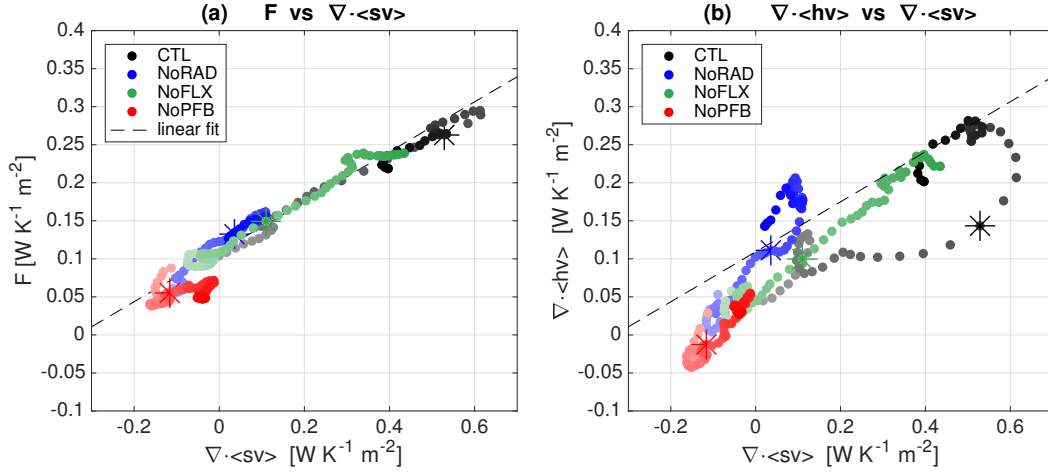 (a) F vs ∇·<sv>
0.4
0.35
0.3
0.25
0.2
0.15
0.1
0.05
0
-0.05
-0.1
F [W K⁻¹ m⁻²]
CTL
NoRAD
NoFLX
NoPFB
linear fit
-0.2 0 0.2 0.4 0.6
∇·<sv> [W K⁻¹ m⁻²]
(b) ∇·<hv> vs ∇·<sv>
0.4
0.35
0.3
0.25
0.2
0.15
0.1
0.05
0
-0.05
-0.1
∇·<hv> [W K⁻¹ m⁻²]
CTL
NoRAD
NoFLX
NoPFB
-0.2 0 0.2 0.4 0.6
∇·<sv> [W K⁻¹ m⁻²]